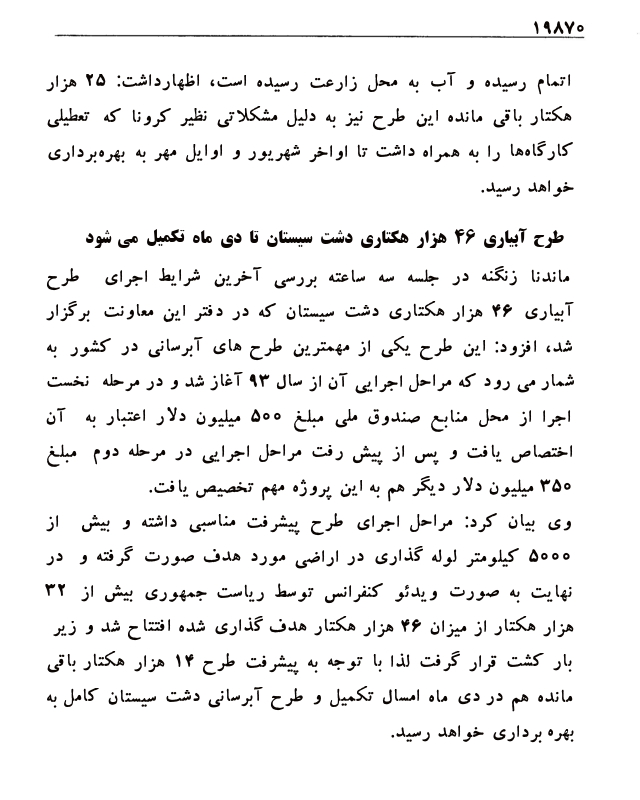 ۱۹۸۷۰
اتمام رسیده و آب به محل زارعت رسیده است، اظهارداشت: ۲۵ هزار
هکتار باقی مانده این طرح نیز به دلیل مشکلاتی نظیر کرونا که تعطیلی
کارگاه‌ها را به همراه داشت تا اواخر شهریور و اوایل مهر به بهره‌برداری
خواهد رسید.
طرح آبیاری ۴۶ هزار هکتاری دشت سیستان تا دی ماه تکمیل می شود
ماندنا زنگنه در جلسه سه ساعته بررسی آخرین شرایط اجرای طرح
آبیاری ۴۶ هزار هکتاری دشت سیستان که در دفتر این معاونت برگزار
شد، افزود: این طرح یکی از مهمترین طرح های آبرسانی در کشور به
شمار می رود که مراحل اجرایی آن از سال ۹۳ آغاز شد و در مرحله نخست
اجرا از محل منابع صندوق ملی مبلغ ۵۰۰ میلیون دلار اعتبار به آن
اختصاص یافت و پس از پیش رفت مراحل اجرایی در مرحله دوم مبلغ
۳۵۰ میلیون دلار دیگر هم به این پروژه مهم تخصیص یافت.
وی بیان کرد: مراحل اجرای طرح پیشرفت مناسبی داشته و بیش از
۵۰۰۰ کیلومتر لوله گذاری در اراضی مورد هدف صورت گرفته و در
نهایت به صورت ویدئو کنفرانس توسط ریاست جمهوری بیش از ۳۲
هزار هکتار از میزان ۴۶ هزار هکتار هدف گذاری شده افتتاح شد و زیر
بار کشت قرار گرفت لذا با توجه به پیشرفت طرح ۱۴ هزار هکتار باقی
مانده هم در دی ماه امسال تکمیل و طرح آبرسانی دشت سیستان کامل به
بهره برداری خواهد رسید.